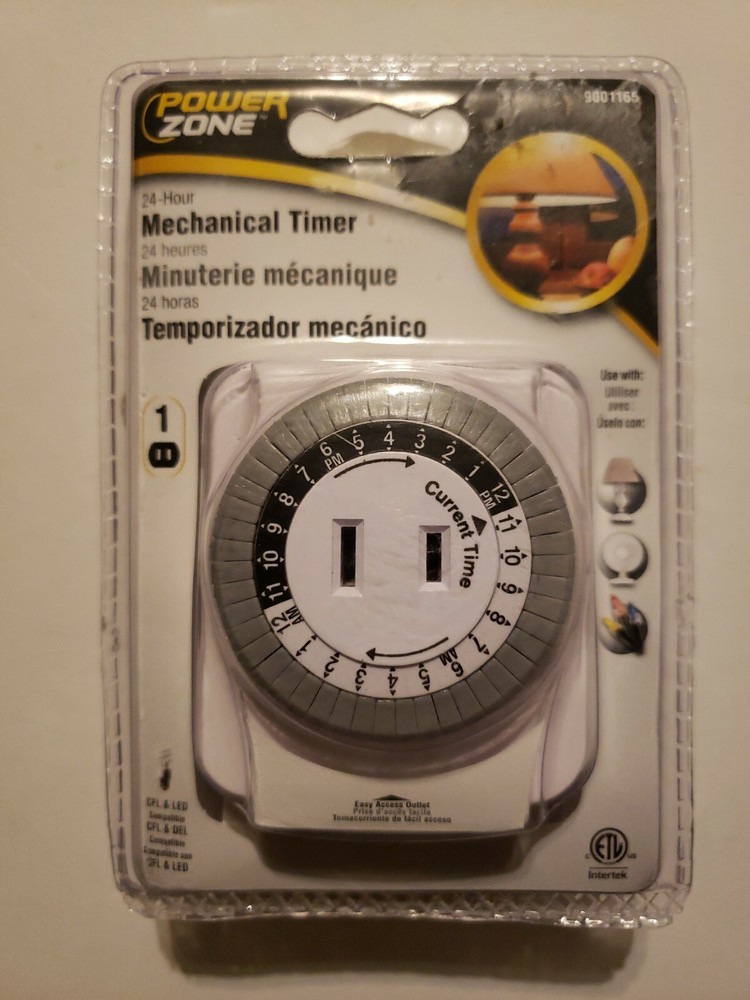 POWER
ZONE™
9001165
24-Hour
Mechanical Timer
24 heures
Minuterie mécanique
24 horas
Temporizador mecánico
Use with:
Utiliser
avec:
Úselo con:
1
6 5 4 3 2 1 12
PM PM
7 8 9 10 11 12
AM
11 10 9 8 7 6
AM
1 2 3 4 5
Current Time
CFL & LED
Compatible
CFL & DEL
Compatible
Compatible con
CFL & LED
Easy Access Outlet
Prise d'accès facile
Tomacorriente de fácil acceso
ETL
C US
Intertek